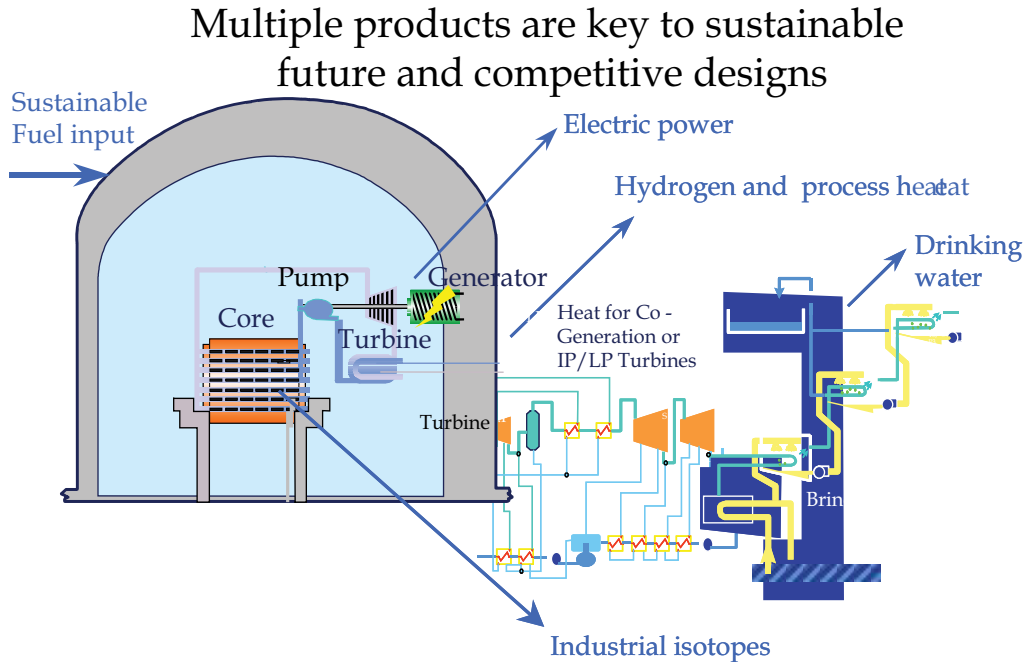 Multiple products are key to sustainable
future and competitive designs
Sustainable
Fuel input
Electric power
Hydrogen and process heat
Drinking
water
Pump
Generator
Core
Turbine
Heat for Co -
Generation or
IP/LP Turbines
Turbine
Brin
Industrial isotopes